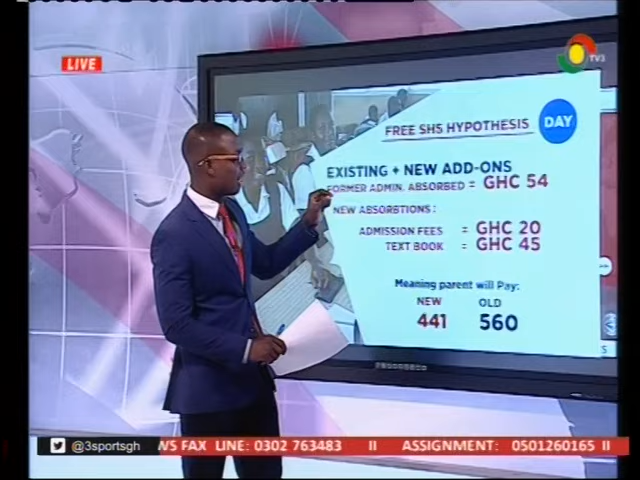 LIVE
TV3
FREE SHS HYPOTHESIS
DAY
EXISTING + NEW ADD-ONS
FORMER ADMIN. ABSORBED = GHC 54
NEW ABSORBTIONS:
ADMISSION FEES = GHC 20
TEXT BOOK = GHC 45
Meaning parent will Pay:
NEW OLD
441 560
@3sportsgh
WS FAX LINE: 0302 763483 II ASSIGNMENT: 0501260165 II